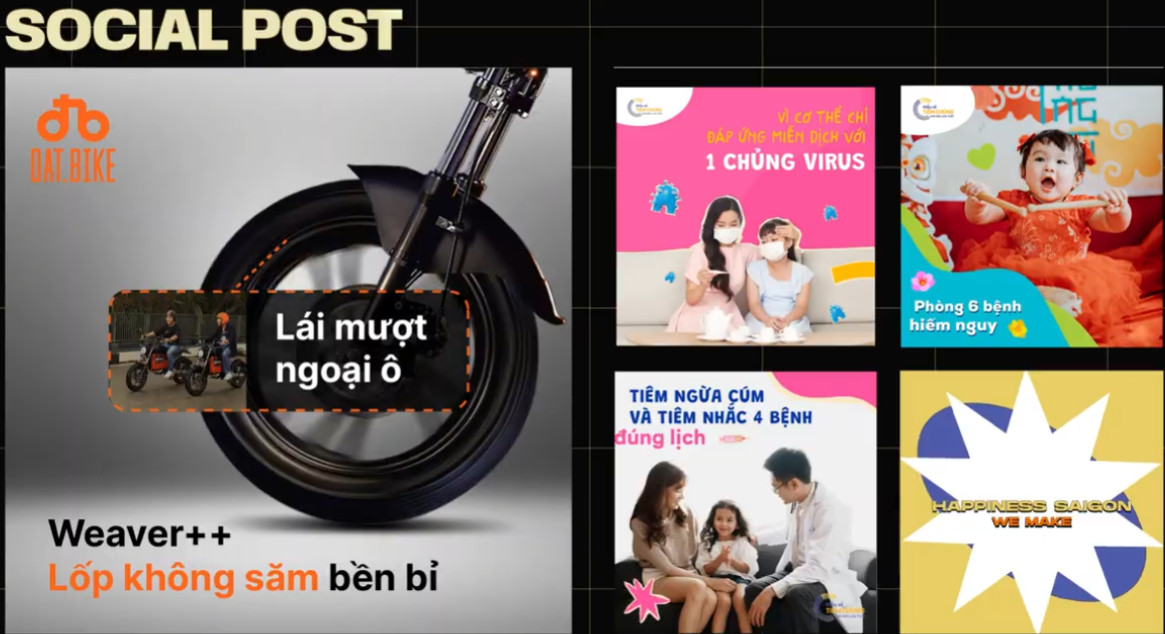 SOCIAL POST
DAT.BIKE
Lái mượt
ngoại ô
Weaver++
Lốp không săm bền bỉ
VÌ CƠ THỂ CHỈ
ĐÁP ỨNG MIỄN DỊCH VỚI
1 CHỦNG VIRUS
Phòng 6 bệnh
hiểm nguy
TIÊM NGỪA CÚM
VÀ TIÊM NHẮC 4 BỆNH
đúng lịch
HAPPINESS SAIGON
WE MAKE